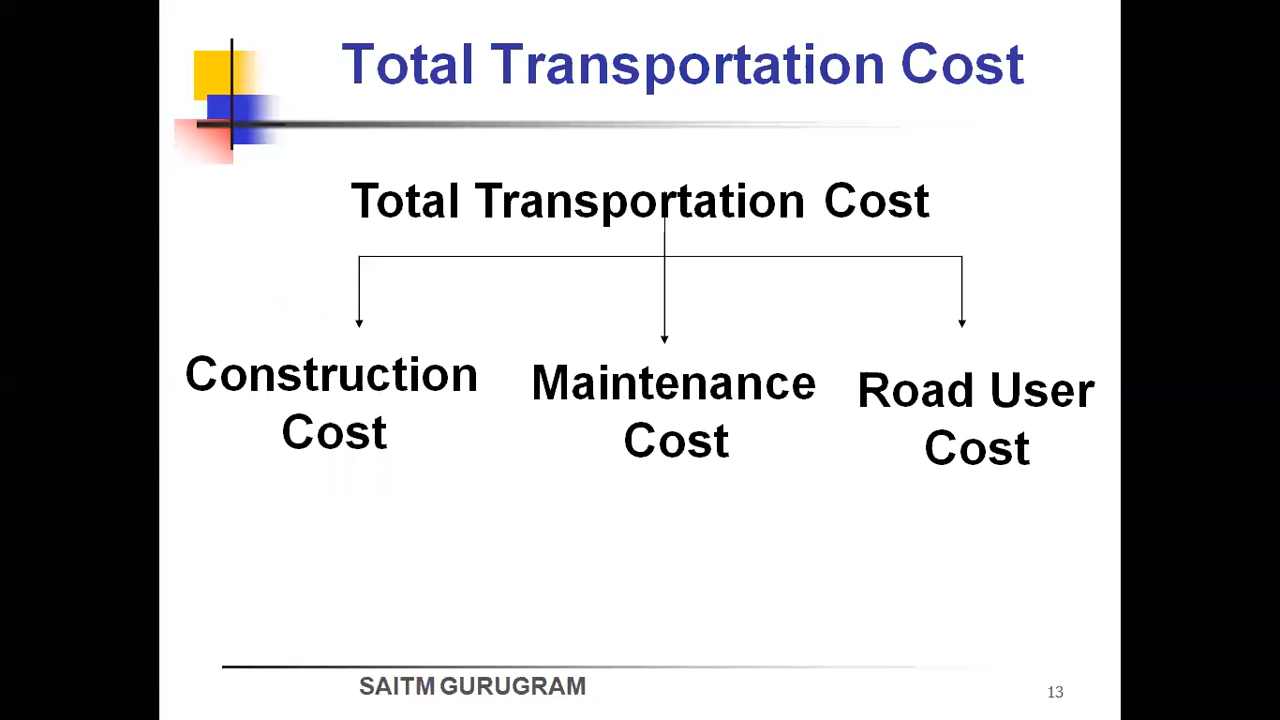 Total Transportation Cost
Total Transportation Cost
Construction
Cost
Maintenance
Cost
Road User
Cost
SAITM GURUGRAM
13